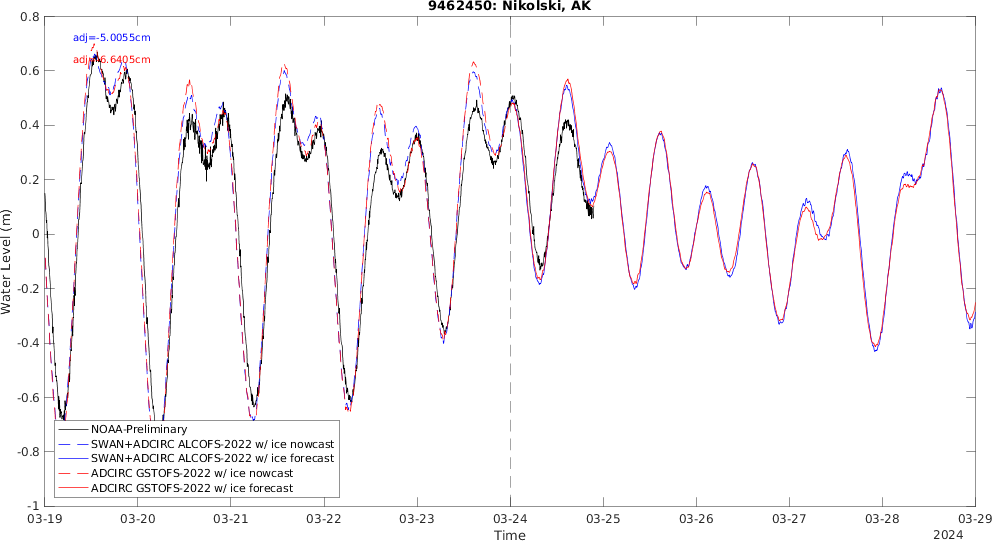 9462450: Nikolski, AK
adj=-5.0055cm
adj=-6.6405cm
Water Level (m)
0.8
0.6
0.4
0.2
0
-0.2
-0.4
-0.6
-0.8
-1
NOAA-Preliminary
SWAN+ADCIRC ALCOFS-2022 w/ ice nowcast
SWAN+ADCIRC ALCOFS-2022 w/ ice forecast
ADCIRC GSTOFS-2022 w/ ice nowcast
ADCIRC GSTOFS-2022 w/ ice forecast
03-19 03-20 03-21 03-22 03-23 03-24 03-25 03-26 03-27 03-28 03-29
Time
2024